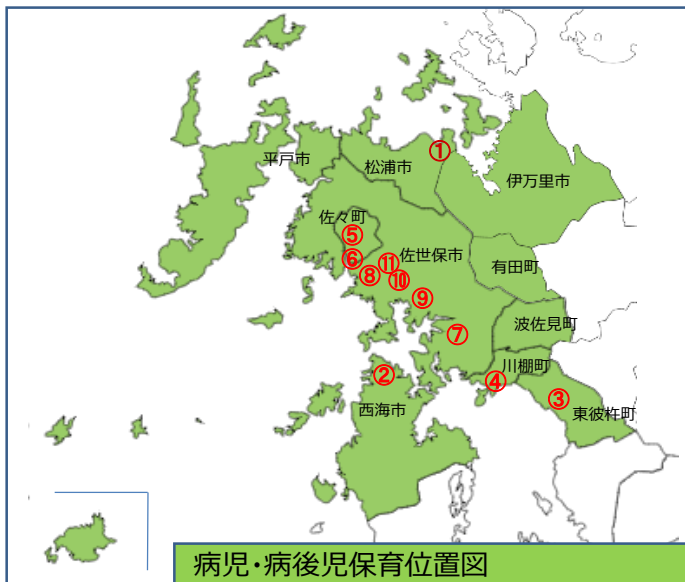 ①
平戸市
松浦市
伊万里市
佐々町
⑤
佐世保市
⑥
⑪
有田町
⑧
⑩
⑨
波佐見町
⑦
川棚町
②
④
③
西海市
東彼杵町
病児・病後児保育位置図